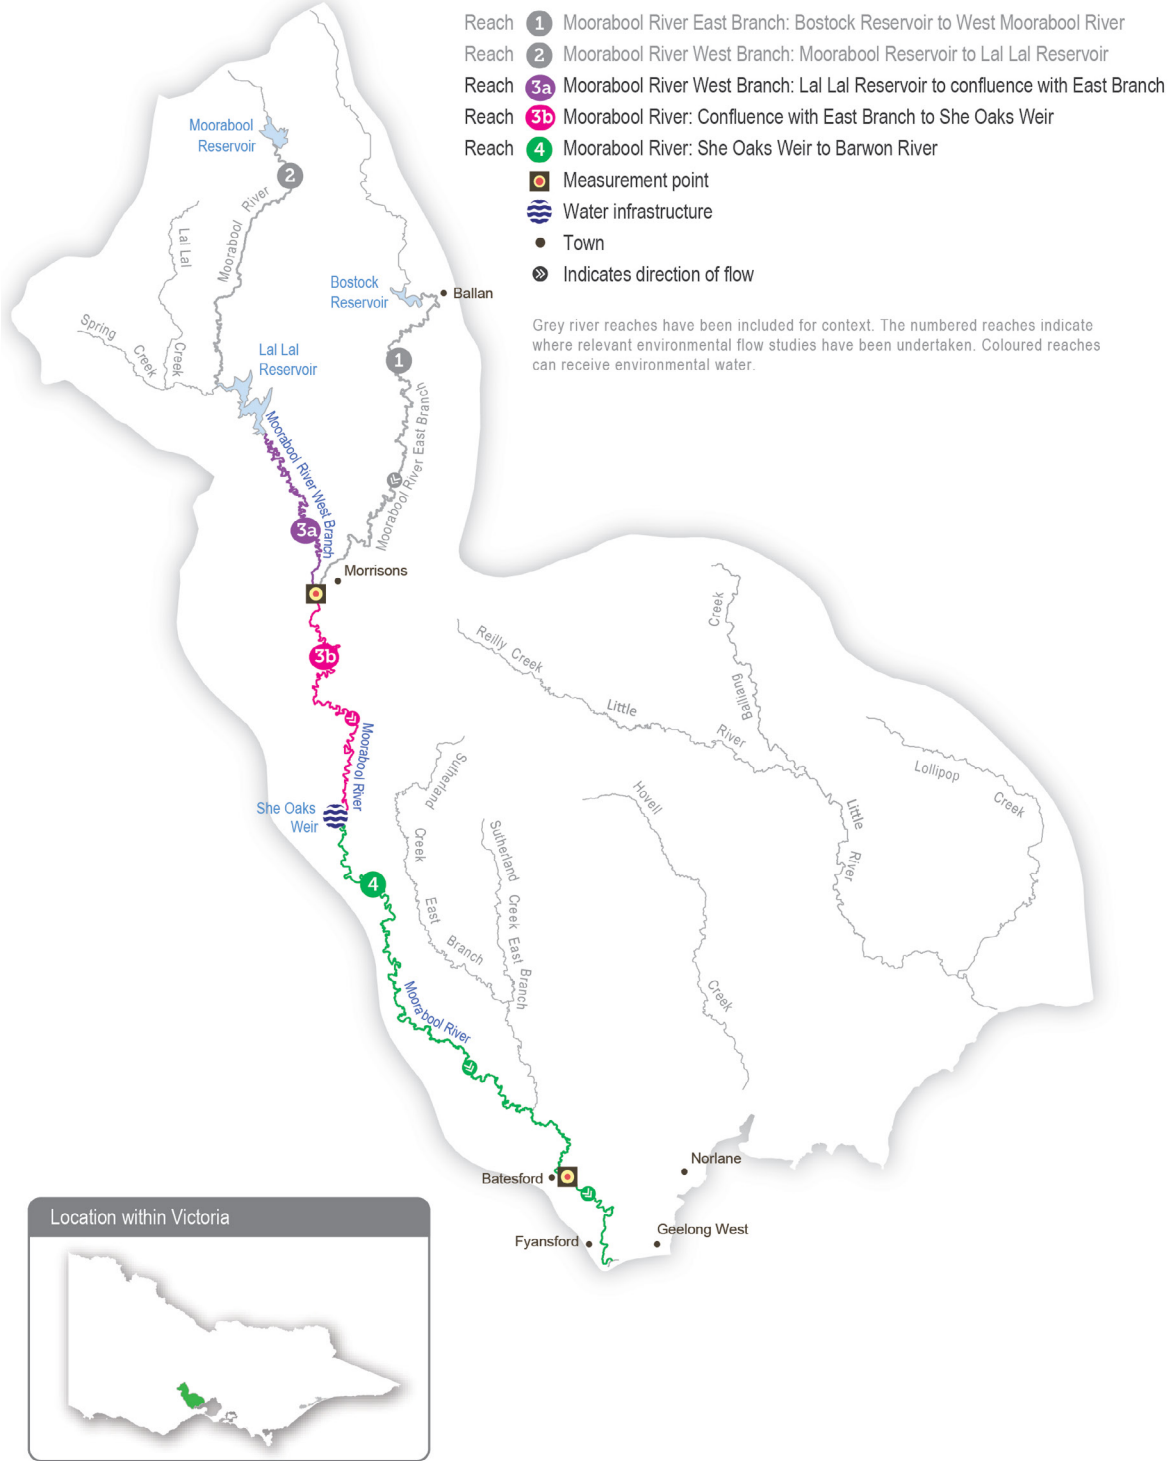 Reach 1 Moorabool River East Branch: Bostock Reservoir to West Moorabool River
Reach 2 Moorabool River West Branch: Moorabool Reservoir to Lal Lal Reservoir
Reach 3a Moorabool River West Branch: Lal Lal Reservoir to confluence with East Branch
Reach 3b Moorabool River: Confluence with East Branch to She Oaks Weir
Reach 4 Moorabool River: She Oaks Weir to Barwon River
Measurement point
Water infrastructure
Town
Indicates direction of flow
Grey river reaches have been included for context. The numbered reaches indicate
where relevant environmental flow studies have been undertaken. Coloured reaches
can receive environmental water.
Moorabool
Reservoir
2
Moorabool River
Lal Lal
Creek
Spring
Creek
Bostock
Reservoir
Ballan
1
Lal Lal
Reservoir
Moorabool River East Branch
Moorabool River West Branch
3a
Morrisons
3b
Moorabool River
She Oaks
Weir
4
Moorabool River
Reilly Creek
Little
River
Creek
Balliang
Lollipop
Creek
Little
River
Hovell
Creek
Sutherland
Creek
East
Branch
Sutherland Creek East Branch
Batesford
Norlane
Fyansford
Geelong West
Location within Victoria